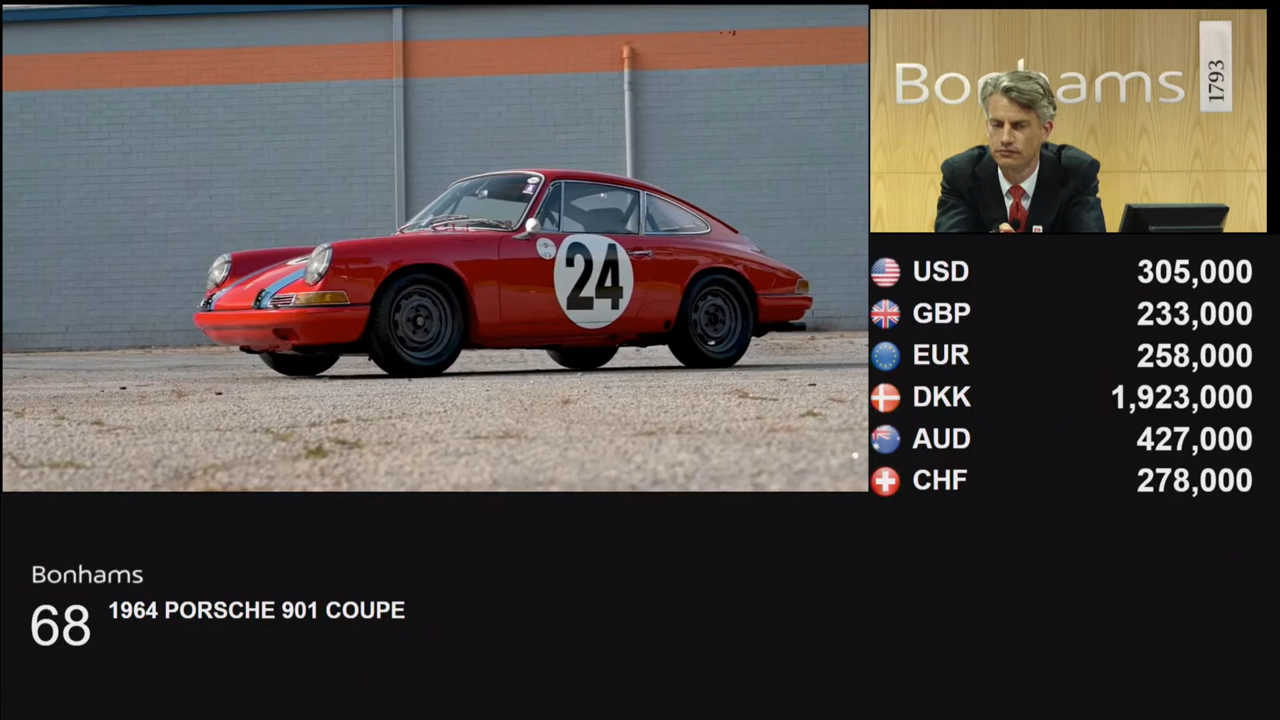 24
Bonhams
1793
USD 305,000
GBP 233,000
EUR 258,000
DKK 1,923,000
AUD 427,000
CHF 278,000
Bonhams
68 1964 PORSCHE 901 COUPE